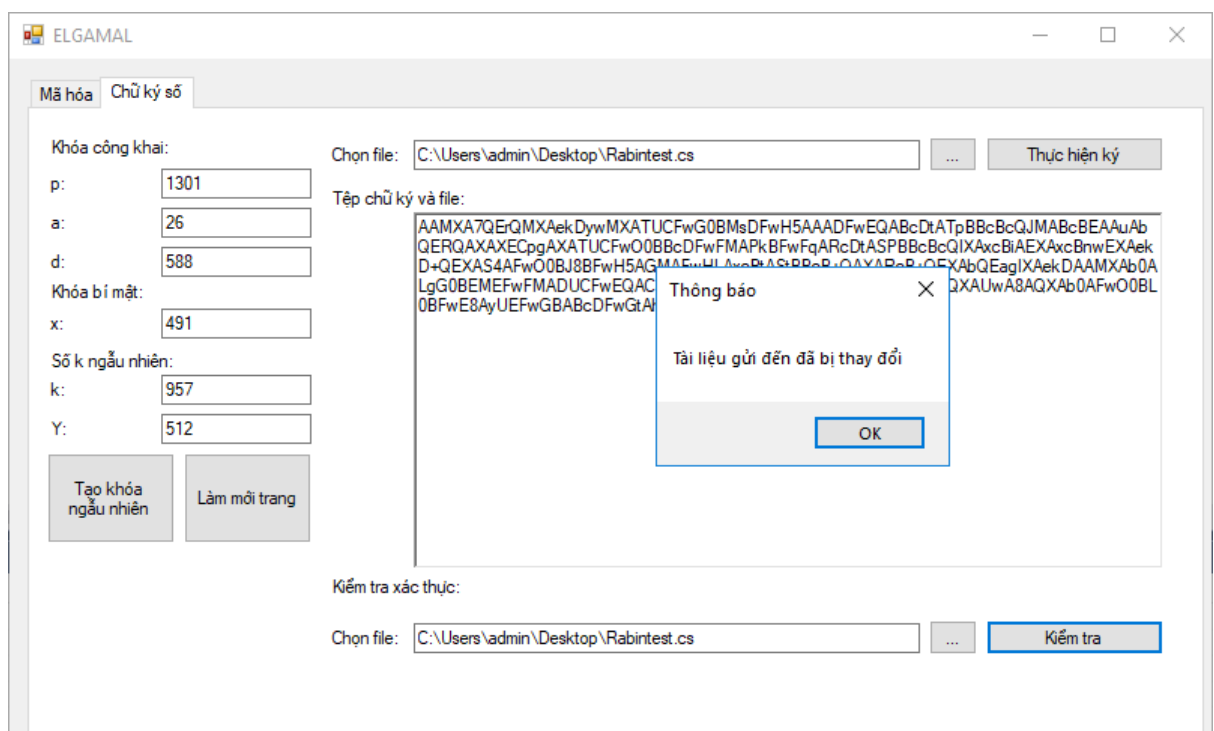 ELGAMAL
Mã hóa
Chữ ký số
Khóa công khai:
p: 1301
a: 26
d: 588
Khóa bí mật:
x: 491
Số k ngẫu nhiên:
k: 957
Y: 512
Tạo khóa
ngẫu nhiên
Làm mới trang
Chọn file: C:\Users\admin\Desktop\Rabintest.cs ... Thực hiện ký
Tệp chữ ký và file:
AAMXA7QErQMXAekDywMXATUCFwG0BMsDFwH5AAADFwEQABcDtATpBBcBcQJMABcBEAAuAb
QERQAXAXECpgAXATUCFwO0BBcDFwFMAPkBFwFqARcDtASPBBcBcQIXAxcBiAEXAxcBnwEXAek
0BFwE8AyUEFwGBABcDFwGtAh
Thông báo
Tài liệu gửi đến đã bị thay đổi
OK
Kiểm tra xác thực:
Chọn file: C:\Users\admin\Desktop\Rabintest.cs ... Kiểm tra